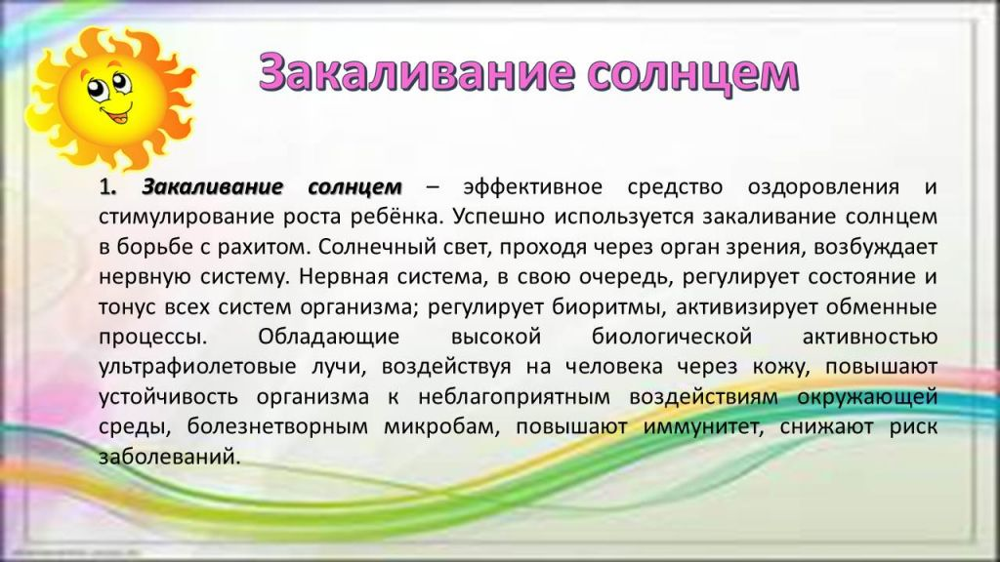 Закаливание солнцем
1. Закаливание солнцем – эффективное средство оздоровления и
стимулирование роста ребёнка. Успешно используется закаливание солнцем
в борьбе с рахитом. Солнечный свет, проходя через орган зрения, возбуждает
нервную систему. Нервная система, в свою очередь, регулирует состояние и
тонус всех систем организма; регулирует биоритмы, активизирует обменные
процессы. Обладающие высокой биологической активностью
ультрафиолетовые лучи, воздействуя на человека через кожу, повышают
устойчивость организма к неблагоприятным воздействиям окружающей
среды, болезнетворным микробам, повышают иммунитет, снижают риск
заболеваний.